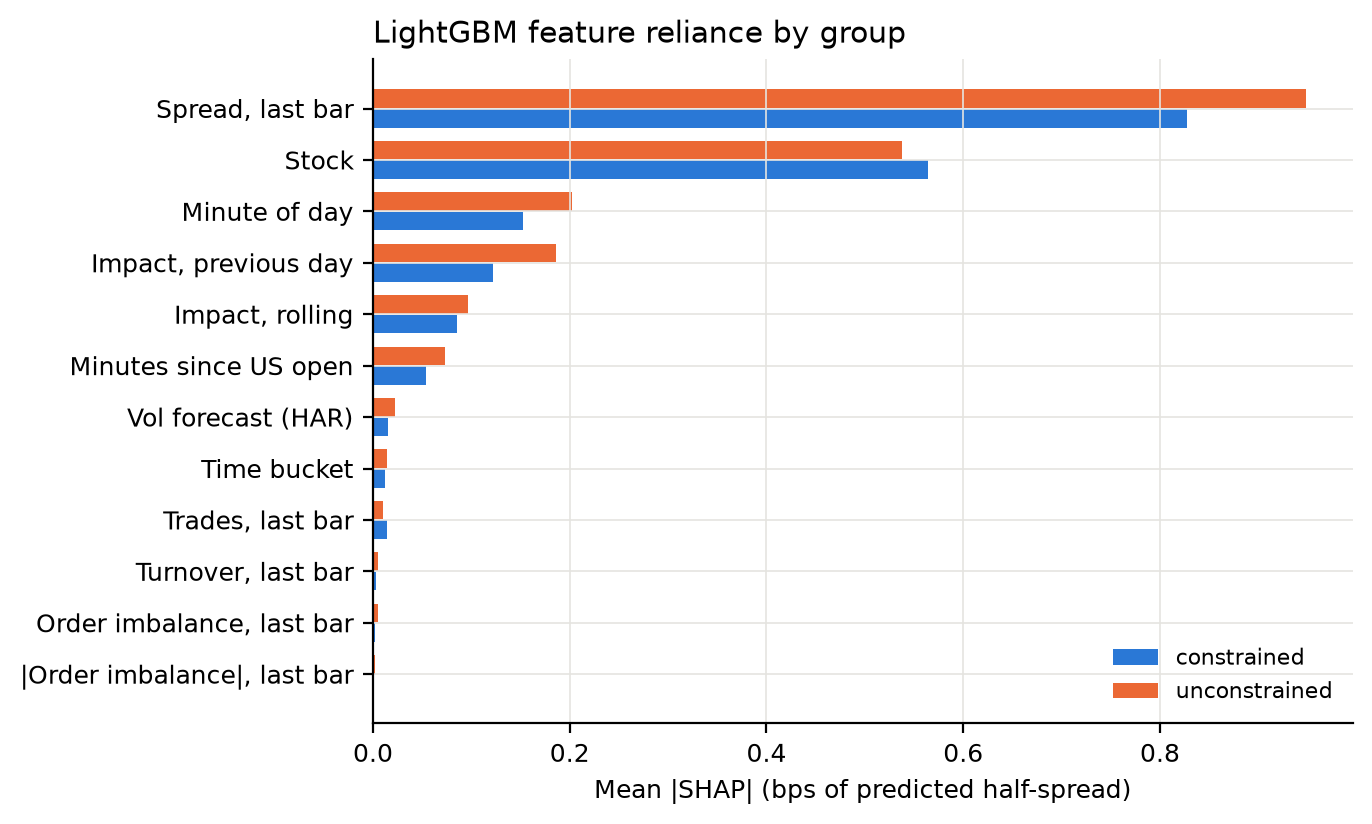 LightGBM feature reliance by group
Spread, last bar
Stock
Minute of day
Impact, previous day
Impact, rolling
Minutes since US open
Vol forecast (HAR)
Time bucket
Trades, last bar
Turnover, last bar
Order imbalance, last bar
|Order imbalance|, last bar
constrained
unconstrained
0.0 0.2 0.4 0.6 0.8
Mean |SHAP| (bps of predicted half-spread)